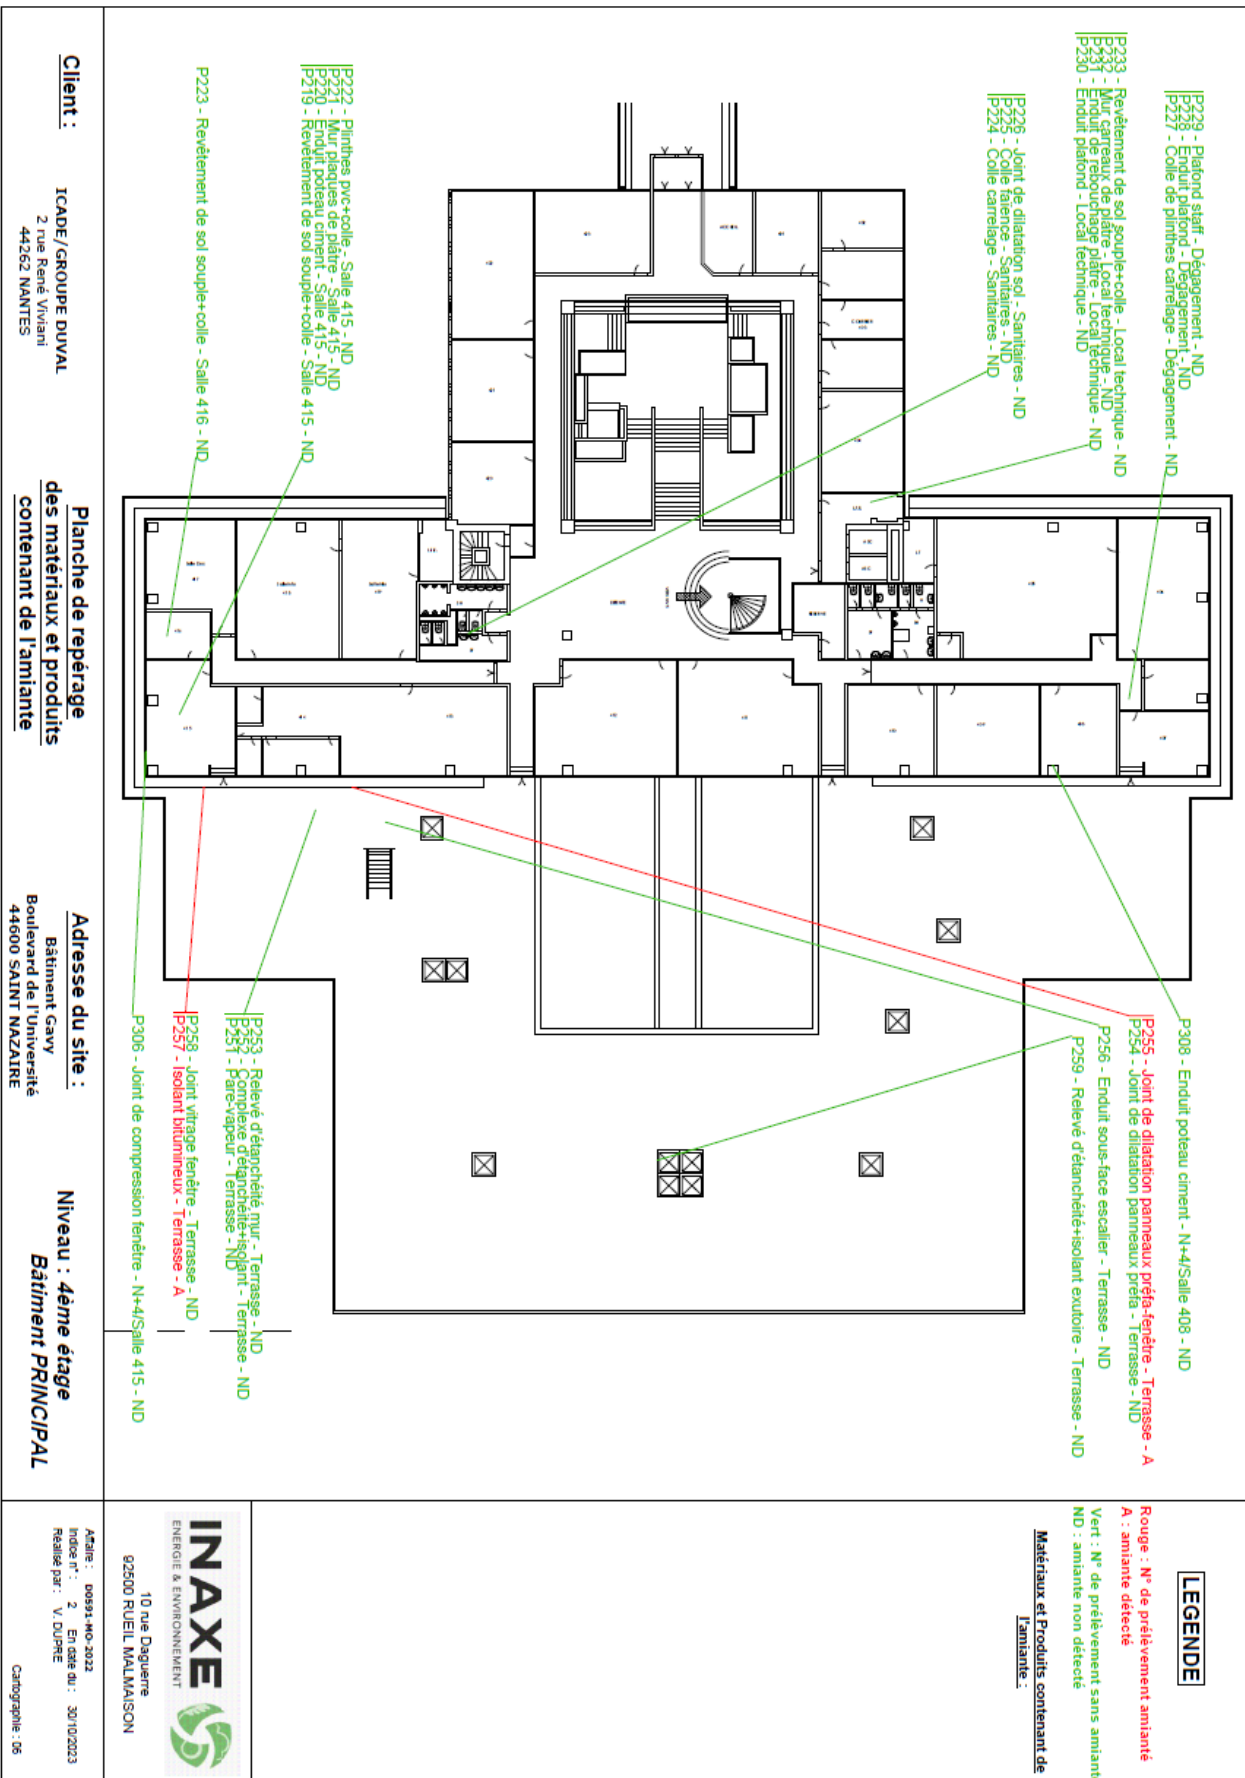 P229 - Plafond staff - Dégagement - ND
P228 - Enduit plafond - Dégagement - ND
P227 - Colle de plinthes carrelage - Dégagement - ND
P233 - Revêtement de sol souple+colle - Local technique - ND
P232 - Mur carreaux de plâtre - Local technique - ND
P231 - Enduit de rebouchage plâtre - Local technique - ND
P230 - Enduit plafond - Local technique - ND
P226 - Joint de dilatation sol - Sanitaires - ND
P225 - Colle faïence - Sanitaires - ND
P224 - Colle carrelage - Sanitaires - ND
P222 - Plinthes pvc+colle - Salle 415 - ND
P221 - Mur plaques de plâtre - Salle 415 - ND
P220 - Enduit poteau ciment - Salle 415 - ND
P219 - Revêtement de sol souple+colle - Salle 415 - ND
P223 - Revêtement de sol souple+colle - Salle 416 - ND
P308 - Enduit poteau ciment - N+4/Salle 408 - ND
P255 - Joint de dilatation panneaux préfa-fenêtre - Terrasse - A
P254 - Joint de dilatation panneaux préfa - Terrasse - ND
P256 - Enduit sous-face escalier - Terrasse - ND
P259 - Relevé d'étanchéité+isolant exutoire - Terrasse - ND
P253 - Relevé d'étanchéité mur - Terrasse - ND
P252 - Complexe d'étanchéité+isolant - Terrasse - ND
P251 - Pare-vapeur - Terrasse - ND
P258 - Joint vitrage fenêtre - Terrasse - ND
P257 - Isolant bitumineux - Terrasse - A
P306 - Joint de compression fenêtre - N+4/Salle 415 - ND
LEGENDE
Rouge : N° de prélèvement amianté
A : amiante détecté
Vert : N° de prélèvement sans amiant
ND : amiante non détecté
Matériaux et Produits contenant de
l'amiante :
Client :
ICADE / GROUPE DUVAL
2 rue René Viviani
44262 NANTES
Planche de repérage
des matériaux et produits
contenant de l'amiante
Adresse du site :
Bâtiment Gavy
Boulevard de l'Université
44600 SAINT NAZAIRE
Niveau : 4ème étage
Bâtiment PRINCIPAL
INAXE
ENERGIE & ENVIRONNEMENT
10 rue Daguerre
92500 RUEIL MALMAISON
Affaire : D0591-MO-2022
Indice n° : 2 En date du : 30/10/2023
Réalisé par : V. DUPRE
Cartographie : 06